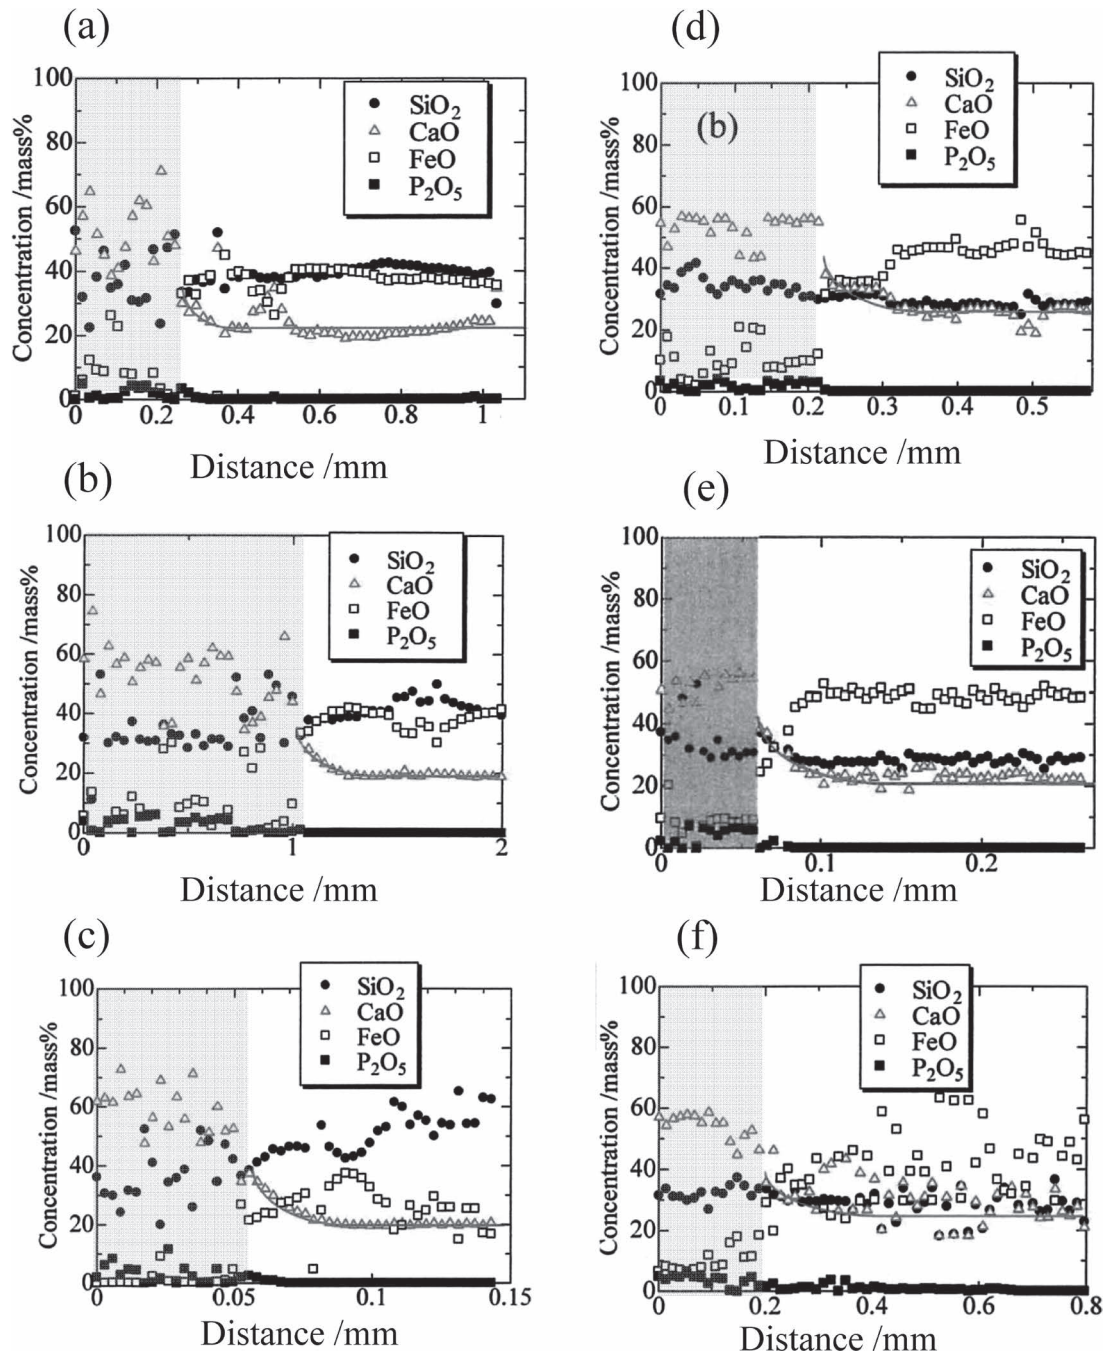 (a)
100
80
60
40
20
0
Concentration /mass%
SiO₂
CaO
FeO
P₂O₅
0 0.2 0.4 0.6 0.8 1
Distance /mm
(d)
100
80
60
40
20
0
Concentration /mass%
(b)
SiO₂
CaO
FeO
P₂O₅
0 0.1 0.2 0.3 0.4 0.5
Distance /mm
(b)
100
80
60
40
20
0
Concentration /mass%
SiO₂
CaO
FeO
P₂O₅
0 1 2
Distance /mm
(e)
100
80
60
40
20
0
Concentration /mass%
SiO₂
CaO
FeO
P₂O₅
0 0.1 0.2
Distance /mm
(c)
100
80
60
40
20
0
Concentration /mass%
SiO₂
CaO
FeO
P₂O₅
0 0.05 0.1 0.15
Distance /mm
(f)
100
80
60
40
20
0
Concentration /mass%
SiO₂
CaO
FeO
P₂O₅
0 0.2 0.4 0.6 0.8
Distance /mm